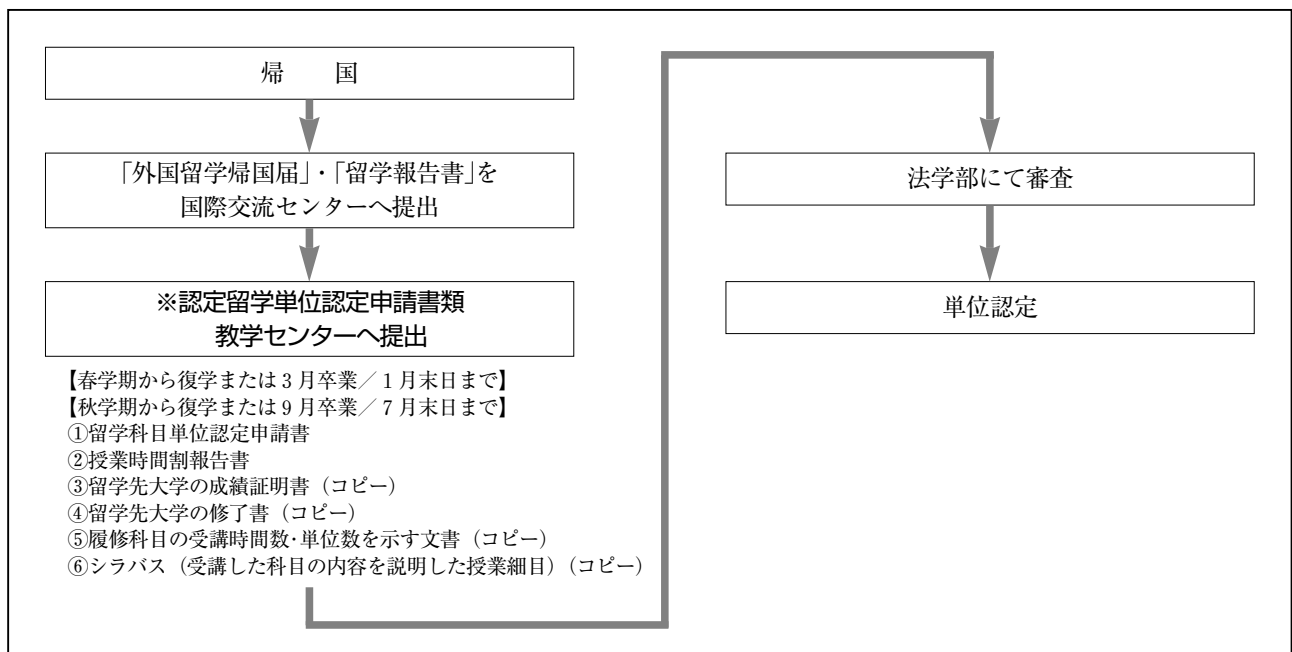 帰　　国
「外国留学帰国届」・「留学報告書」を
国際交流センターへ提出
※認定留学単位認定申請書類
教学センターへ提出
【春学期から復学または３月卒業／１月末日まで】
【秋学期から復学または９月卒業／７月末日まで】
①留学科目単位認定申請書
②授業時間割報告書
③留学先大学の成績証明書（コピー）
④留学先大学の修了書（コピー）
⑤履修科目の受講時間数・単位数を示す文書（コピー）
⑥シラバス（受講した科目の内容を説明した授業細目）（コピー）
法学部にて審査
単位認定